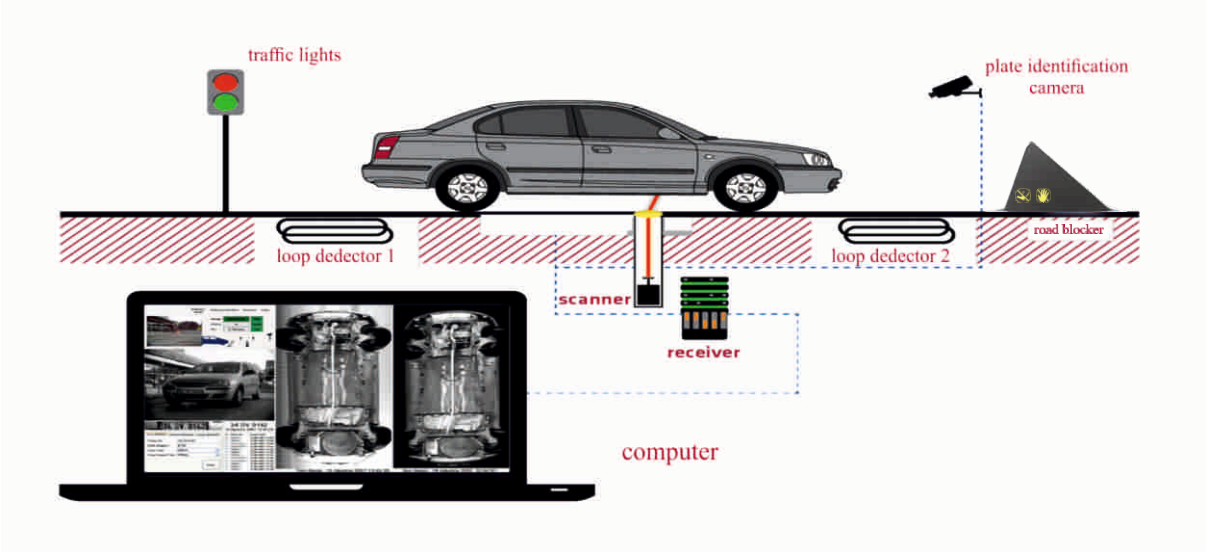 traffic lights
plate identification
camera
road blocker
loop dedector 1
loop dedector 2
scanner
receiver
computer